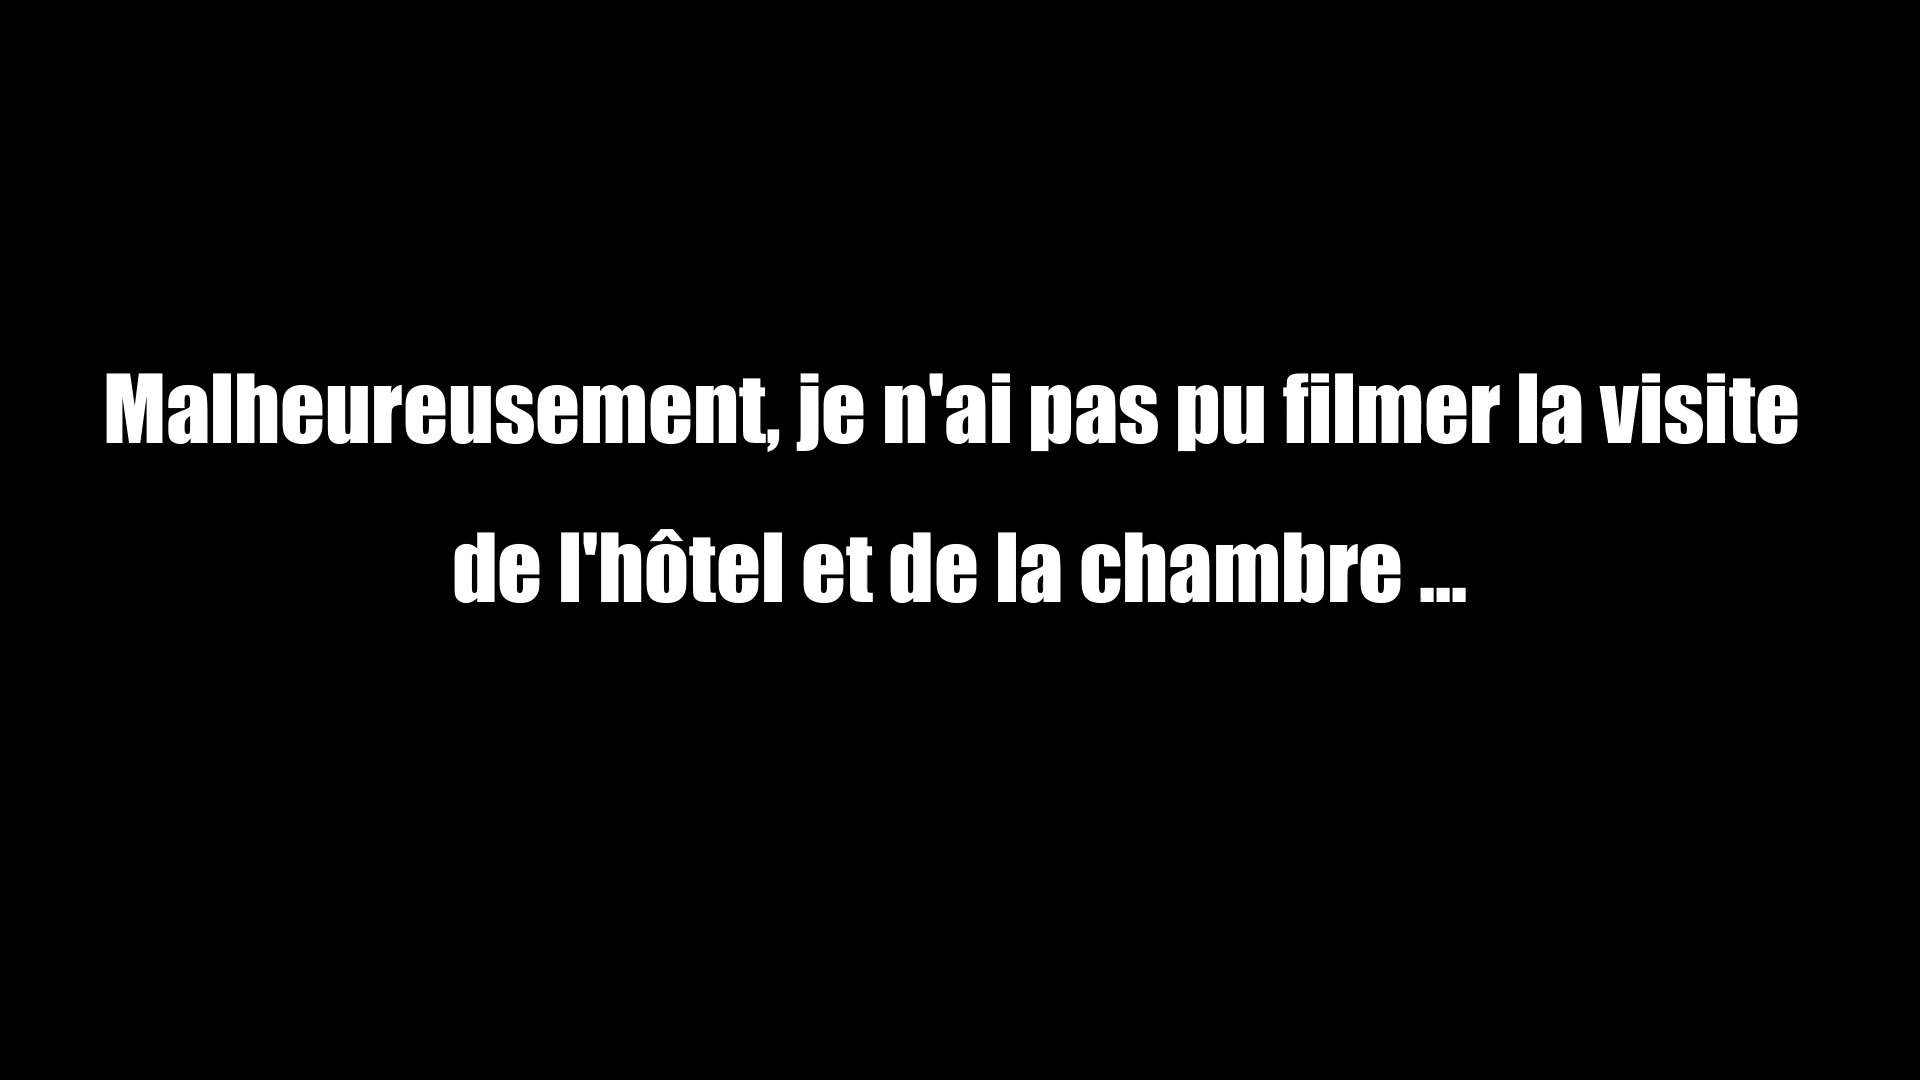 Malheureusement, je n'ai pas pu filmer la visite
de l'hôtel et de la chambre ...